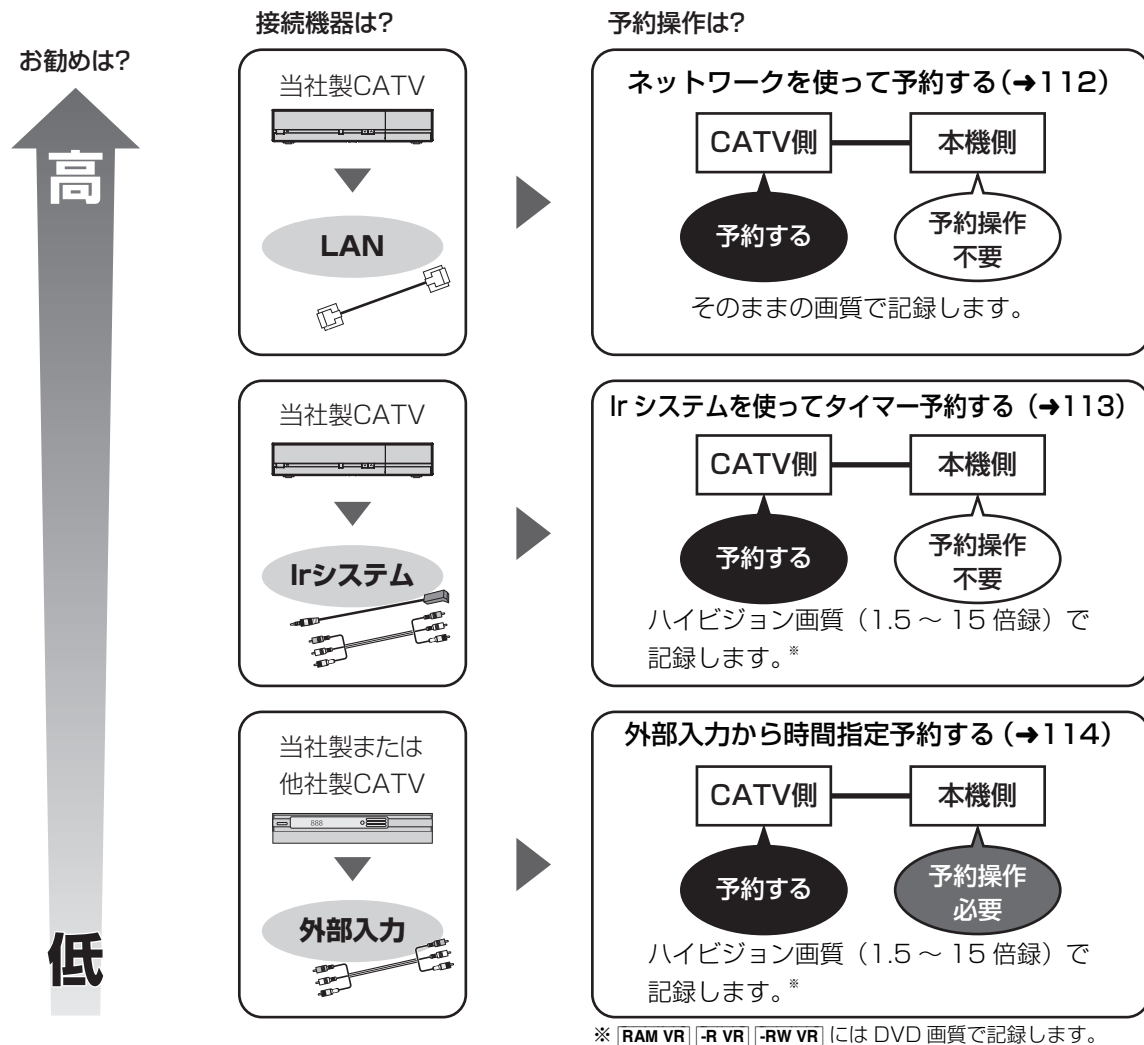 お勧めは?
高
低
接続機器は?
予約操作は?
当社製CATV
LAN
ネットワークを使って予約する(➜112)
CATV側
本機側
予約する
予約操作
不要
そのままの画質で記録します。
当社製CATV
Irシステム
Ir システムを使ってタイマー予約する(➜113)
CATV側
本機側
予約する
予約操作
不要
ハイビジョン画質(1.5 ～ 15 倍録)で
記録します。※
当社製または
他社製CATV
888
外部入力
外部入力から時間指定予約する(➜114)
CATV側
本機側
予約する
予約操作
必要
ハイビジョン画質(1.5 ～ 15 倍録)で
記録します。※
※ RAM VR -R VR -RW VR には DVD 画質で記録します。